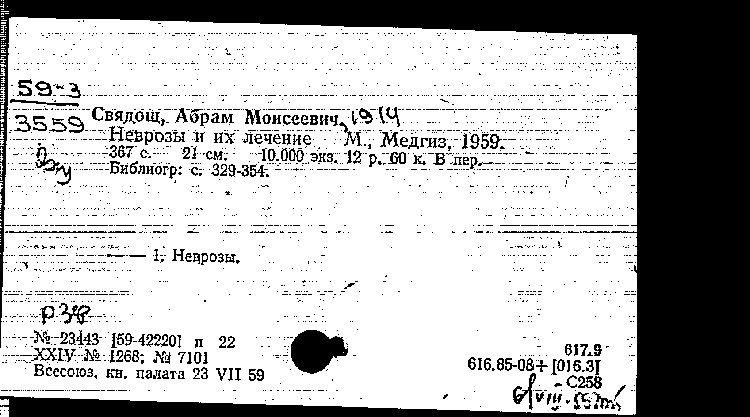 59-3
3559
Свядощ, Абрам Моисеевич, 1914
Неврозы и их лечение М., Медгиз, 1959.
367 с. 21 см. 10.000 экз. 12 р. 60 к. В пер.
Библиогр: с. 329-354.
1. Неврозы.
№ 23443 [59-42220] п 22
XXIV № 1268; № 7101
Всесоюз. кн. палата 23 VII 59
617.9
616.85-08+[016.3]
С258